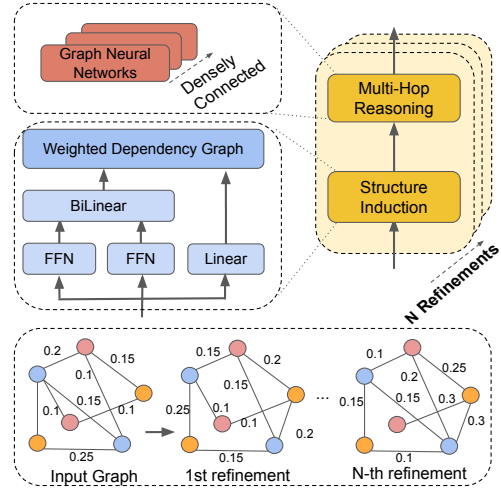 Graph Neural
Networks
Densely
Connected
Multi-Hop
Reasoning
Weighted Dependency Graph
BiLinear
FFN
FFN
Linear
Structure
Induction
N Refinements
0.2
0.15
0.1
0.15
0.1
0.1
0.25
Input Graph
0.15
0.2
0.1
0.15
0.25
0.1
0.2
0.15
1st refinement
...
0.1
0.25
0.2
0.15
0.15
0.3
0.3
0.1
N-th refinement